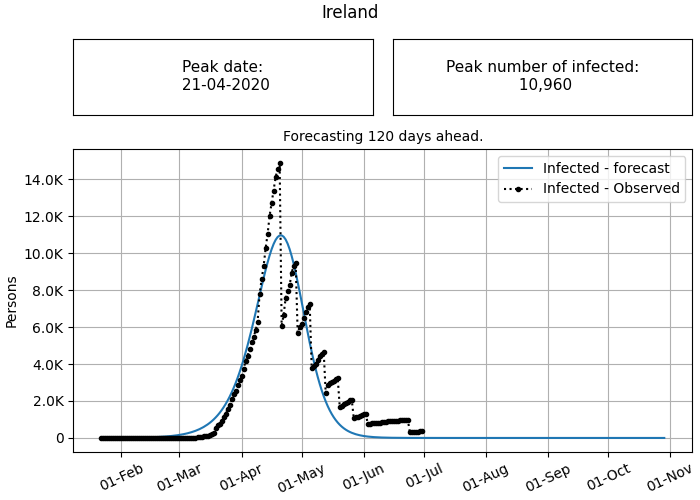 Ireland
Peak date:
21-04-2020
Peak number of infected:
10,960
Forecasting 120 days ahead.
Infected - forecast
Infected - Observed
14.0K
12.0K
10.0K
8.0K
6.0K
4.0K
2.0K
0
Persons
01-Feb
01-Mar
01-Apr
01-May
01-Jun
01-Jul
01-Aug
01-Sep
01-Oct
01-Nov